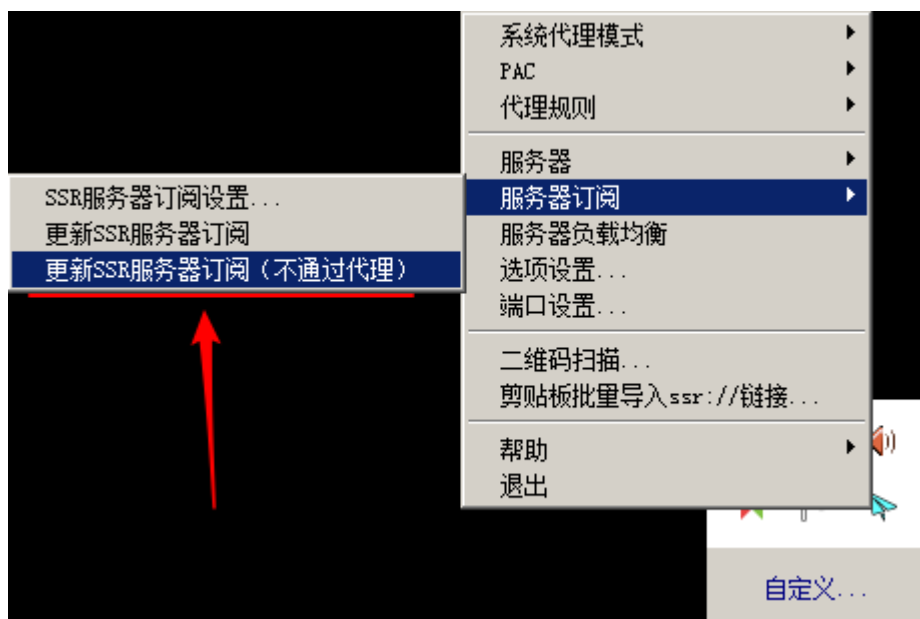 系统代理模式
PAC
代理规则
服务器
服务器订阅
服务器负载均衡
选项设置...
端口设置...
二维码扫描...
剪贴板批量导入ssr://链接...
帮助
退出
SSR服务器订阅设置...
更新SSR服务器订阅
更新SSR服务器订阅（不通过代理）
自定义...